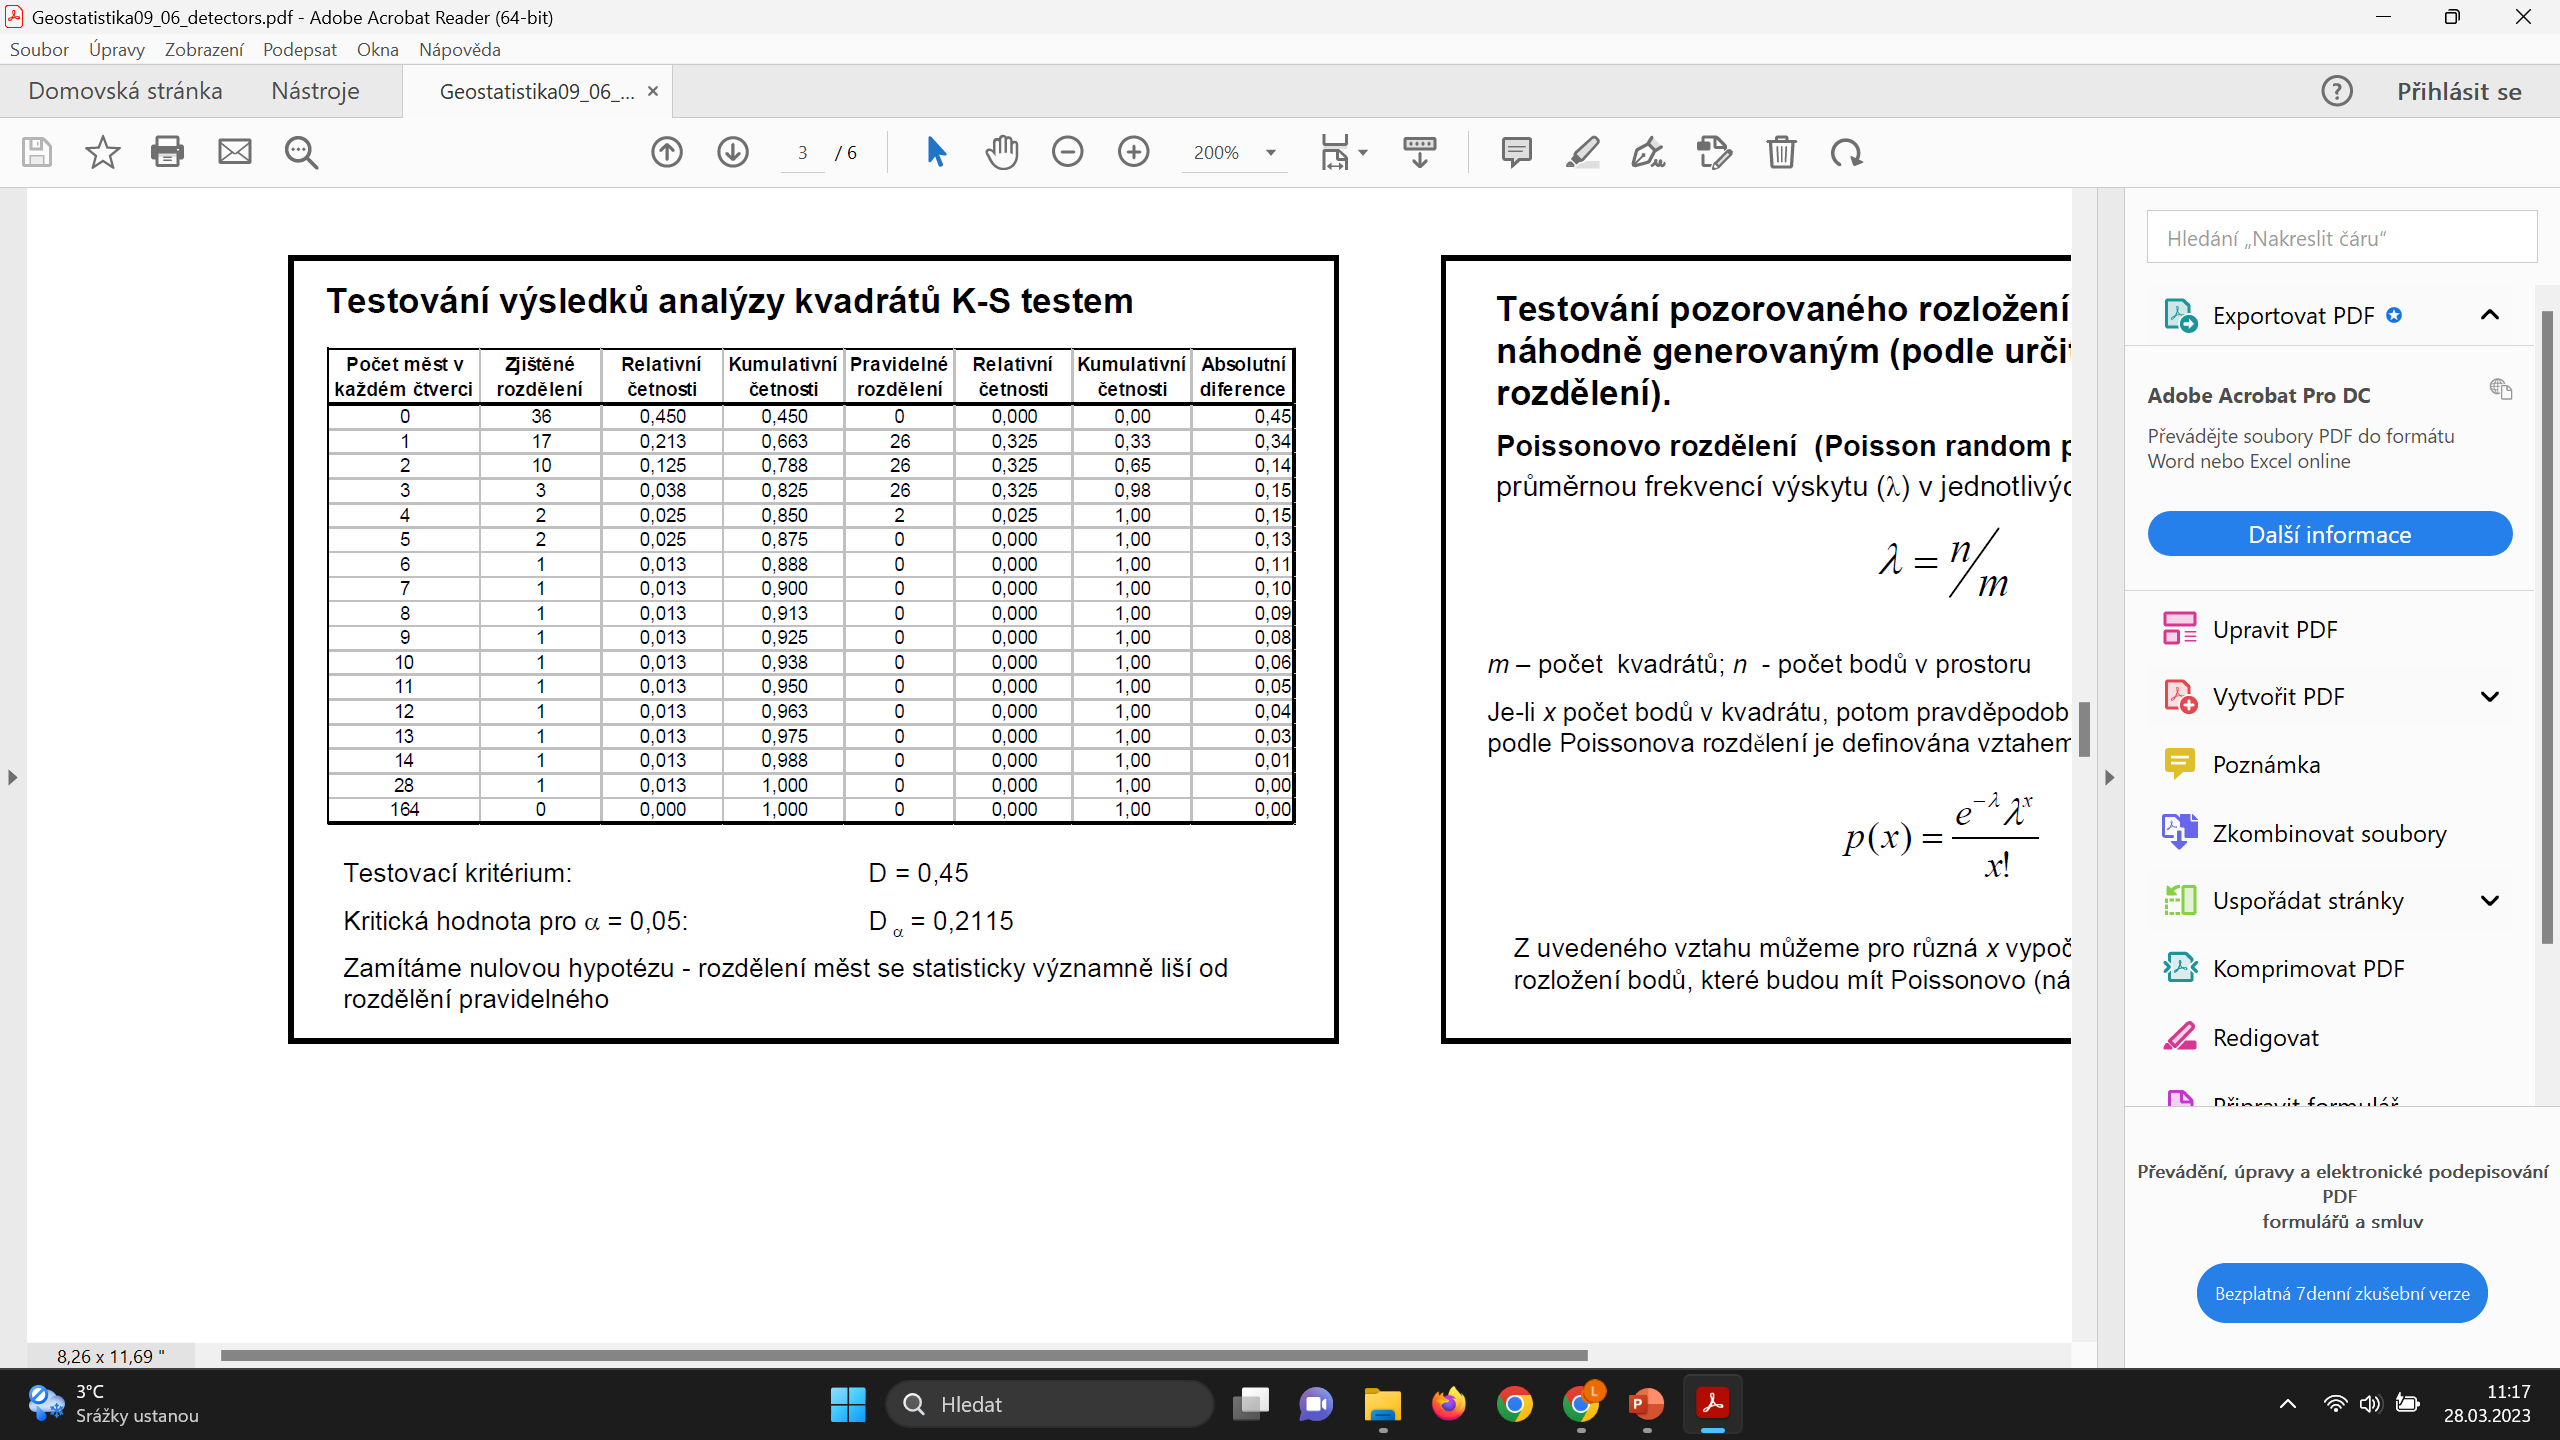 Geostatistika09_06_detectors.pdf - Adobe Acrobat Reader (64-bit)
Soubor Úpravy Zobrazení Podepsat Okna Nápověda
Domovská stránka Nástroje Geostatistika09_06_... × Přihlásit se
3 / 6 200%
Testování výsledků analýzy kvadrátů K-S testem
Počet měst v každém čtverci Zjištěné rozdělení Relativní četnosti Kumulativní četnosti Pravidelné rozdělení Relativní četnosti Kumulativní četnosti Absolutní diference
0 36 0,450 0,450 0 0,000 0,00 0,45
1 17 0,213 0,663 26 0,325 0,33 0,34
2 10 0,125 0,788 26 0,325 0,65 0,14
3 3 0,038 0,825 26 0,325 0,98 0,15
4 2 0,025 0,850 2 0,025 1,00 0,15
5 2 0,025 0,875 0 0,000 1,00 0,13
6 1 0,013 0,888 0 0,000 1,00 0,11
7 1 0,013 0,900 0 0,000 1,00 0,10
8 1 0,013 0,913 0 0,000 1,00 0,09
9 1 0,013 0,925 0 0,000 1,00 0,08
10 1 0,013 0,938 0 0,000 1,00 0,06
11 1 0,013 0,950 0 0,000 1,00 0,05
12 1 0,013 0,963 0 0,000 1,00 0,04
13 1 0,013 0,975 0 0,000 1,00 0,03
14 1 0,013 0,988 0 0,000 1,00 0,01
28 1 0,013 1,000 0 0,000 1,00 0,00
164 0 0,000 1,000 0 0,000 1,00 0,00
Testovací kritérium: D = 0,45
Kritická hodnota pro α = 0,05: D α = 0,2115
Zamítáme nulovou hypotézu - rozdělení měst se statisticky významně liší od
rozdělění pravidelného
Testování pozorovaného rozložení
náhodně generovaným (podle urči
rozdělení).
Poissonovo rozdělení (Poisson random
průměrnou frekvencí výskytu (λ) v jednotlivýc
λ = n/m
m – počet kvadrátů; n - počet bodů v prostoru
Je-li x počet bodů v kvadrátu, potom pravděpodob
podle Poissonova rozdělení je definována vztahem
p(x) = e^-λ λ^x / x!
Z uvedeného vztahu můžeme pro různá x vypoč
rozložení bodů, které budou mít Poissonovo (ná
Hledání „Nakreslit čáru“
Exportovat PDF
Adobe Acrobat Pro DC
Převádějte soubory PDF do formátu
Word nebo Excel online
Další informace
Upravit PDF
Vytvořit PDF
Poznámka
Zkombinovat soubory
Uspořádat stránky
Komprimovat PDF
Redigovat
Připravit formulář
Převádění, úpravy a elektronické podepisování
PDF
formulářů a smluv
Bezplatná 7denní zkušební verze
8,26 x 11,69 "
3°C
Srážky ustanou
Hledat
L
P
11:17
28.03.2023